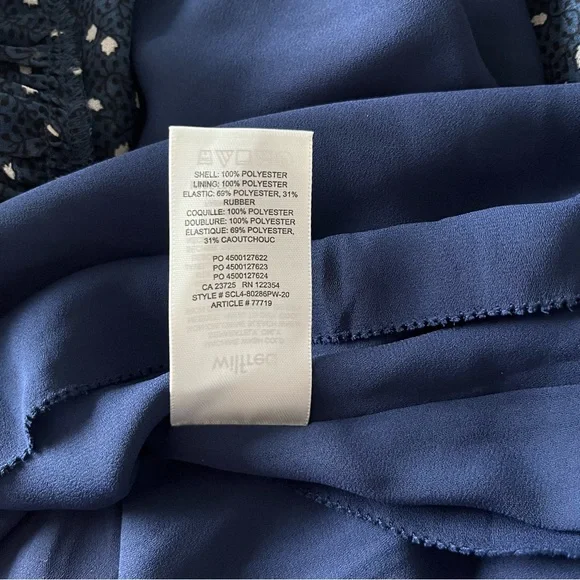 SHELL: 100% POLYESTER
LINING: 100% POLYESTER
ELASTIC: 69% POLYESTER, 31%
RUBBER
COQUILLE: 100% POLYESTER
DOUBLURE: 100% POLYESTER
ÉLASTIQUE: 69% POLYESTER,
31% CAOUTCHOUC
PO 4500127622
PO 4500127623
PO 4500127624
CA 23725 RN 122354
STYLE # SCL4-80286PW-20
ARTICLE # 77719
wilfred